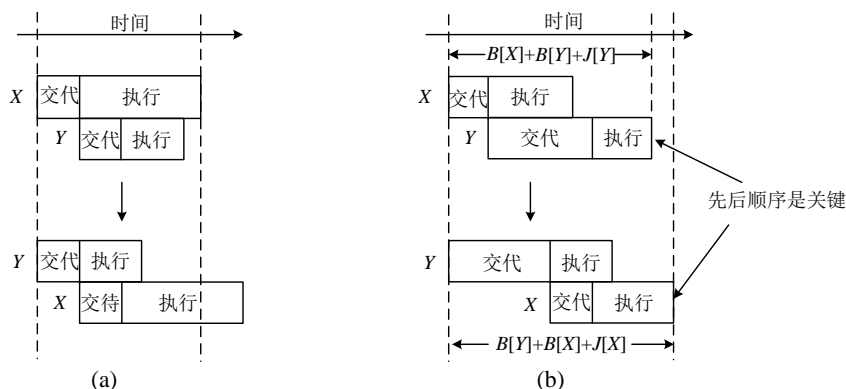 时间
X 交代 执行
Y 交代 执行
Y 交代 执行
X 交待 执行
(a)
时间
B[X]+B[Y]+J[Y]
X 交代 执行
Y 交代 执行
先后顺序是关键
Y 交代 执行
X 交代 执行
B[Y]+B[X]+J[X]
(b)